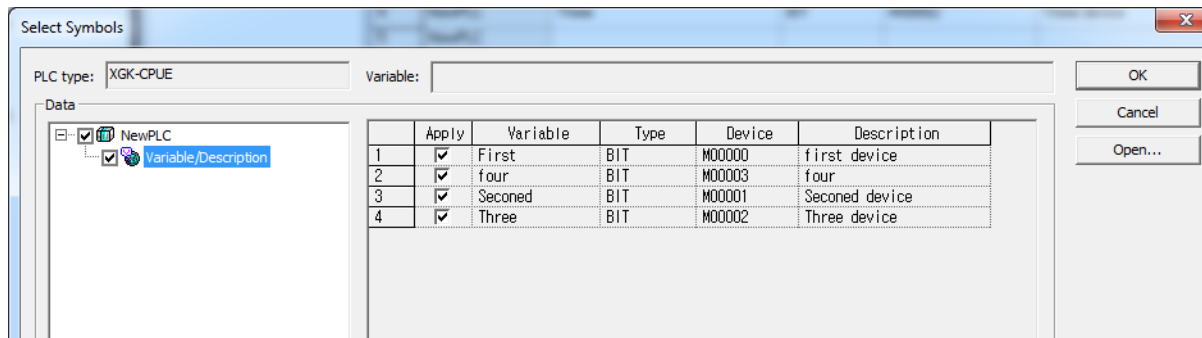 Select Symbols
PLC type: XGK-CPUE Variable: OK
Data Cancel
NewPLC Open...
Variable/Description
Apply Variable Type Device Description
1 First BIT M00000 first device
2 four BIT M00003 four
3 Seconed BIT M00001 Seconed device
4 Three BIT M00002 Three device